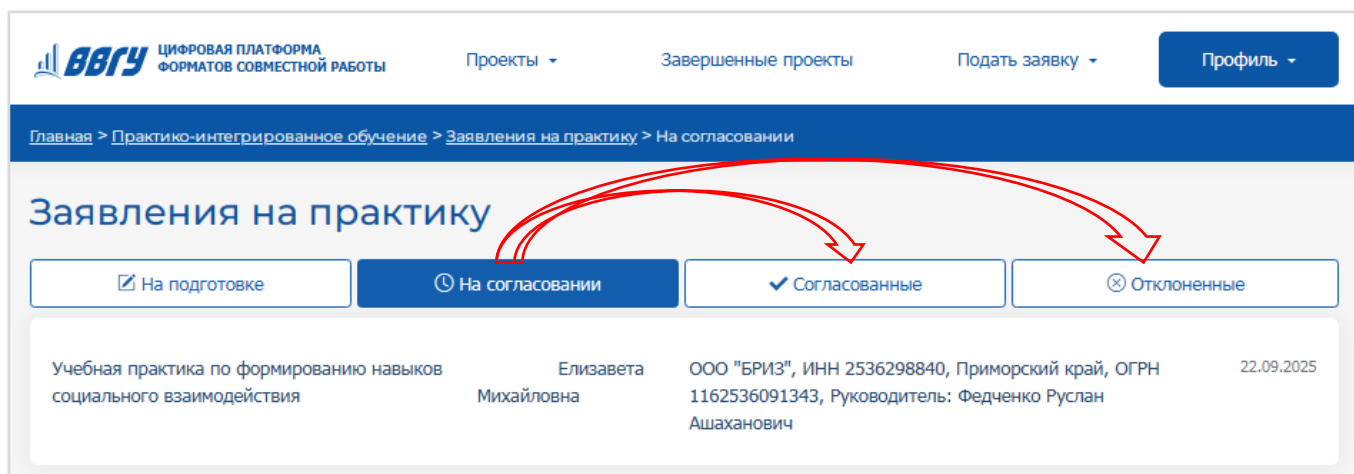 ВВГУ ЦИФРОВАЯ ПЛАТФОРМА
ФОРМАТОВ СОВМЕСТНОЙ РАБОТЫ
Проекты
Завершенные проекты
Подать заявку
Профиль
Главная > Практико-интегрированное обучение > Заявления на практику > На согласовании
Заявления на практику
На подготовке
На согласовании
Согласованные
Отклоненные
Учебная практика по формированию навыков
социального взаимодействия
Елизавета
Михайловна
ООО "БРИЗ", ИНН 2536298840, Приморский край, ОГРН
1162536091343, Руководитель: Федченко Руслан
Ашаханович
22.09.2025